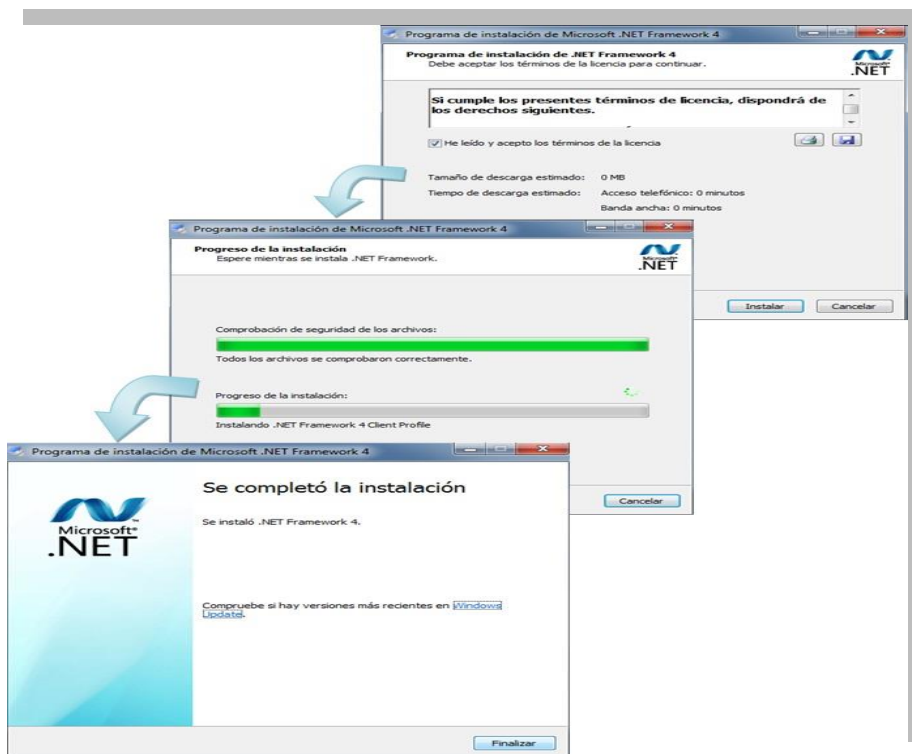 Programa de instalación de Microsoft .NET Framework 4
Programa de instalación de .NET Framework 4
Debe aceptar los términos de la licencia para continuar.
Microsoft®
.NET
Si cumple los presentes términos de licencia, dispondrá de
los derechos siguientes.
He leído y acepto los términos de la licencia
Tamaño de descarga estimado: 0 MB
Tiempo de descarga estimado: Acceso telefónico: 0 minutos
Banda ancha: 0 minutos
Instalar Cancelar
Programa de instalación de Microsoft .NET Framework 4
Progreso de la instalación
Espere mientras se instala .NET Framework.
Microsoft®
.NET
Comprobación de seguridad de los archivos:
Todos los archivos se comprobaron correctamente.
Progreso de la instalación:
Instalando .NET Framework 4 Client Profile
Cancelar
Programa de instalación de Microsoft .NET Framework 4
Microsoft®
.NET
Se completó la instalación
Se instaló .NET Framework 4.
Compruebe si hay versiones más recientes en Windows
Update.
Finalizar